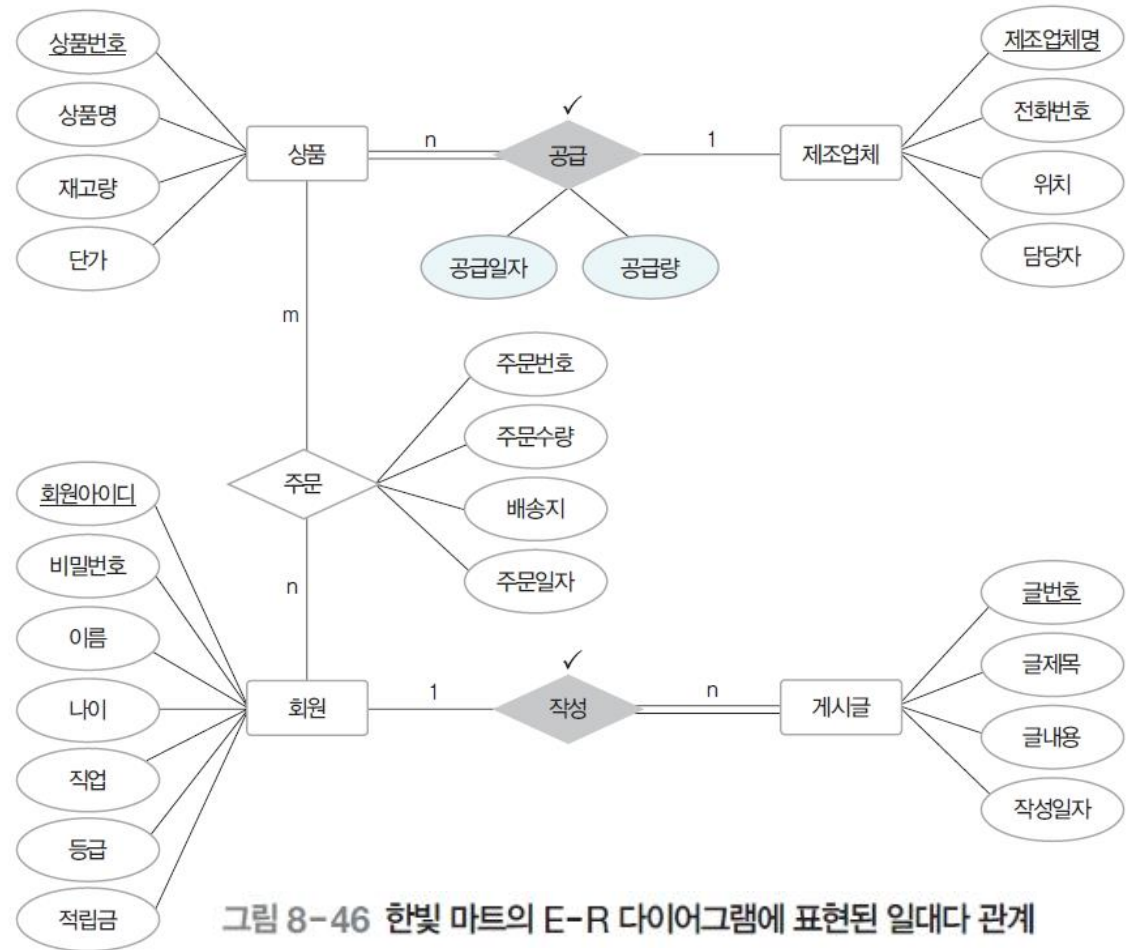 상품번호
상품명
재고량
단가
상품
n
✓
공급
1
제조업체
제조업체명
전화번호
위치
담당자
공급일자
공급량
m
주문번호
주문수량
배송지
주문일자
주문
n
회원아이디
비밀번호
이름
나이
직업
등급
적립금
회원
1
✓
작성
n
게시글
글번호
글제목
글내용
작성일자
그림 8-46 한빛 마트의 E-R 다이어그램에 표현된 일대다 관계